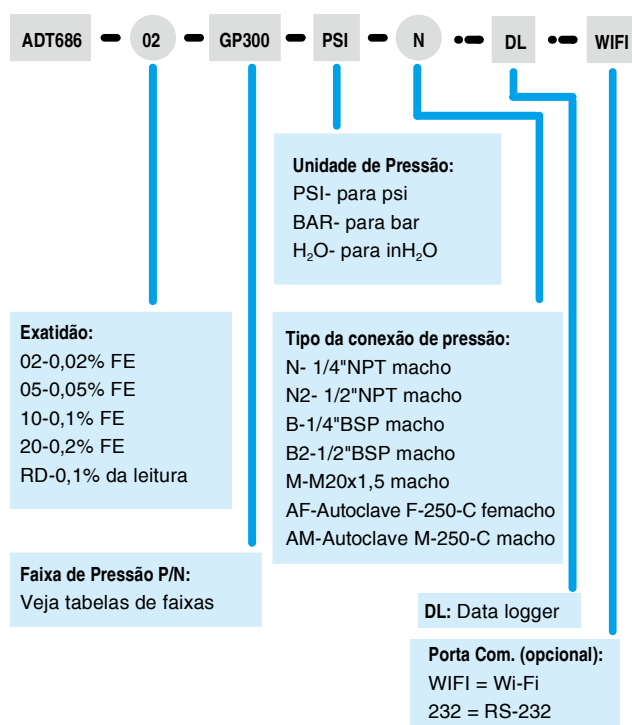 ADT686 – 02 – GP300 – PSI – N ·– DL ·– WIFI
Unidade de Pressão:
PSI- para psi
BAR- para bar
H₂O- para inH₂O
Exatidão:
02-0,02% FE
05-0,05% FE
10-0,1% FE
20-0,2% FE
RD-0,1% da leitura
Tipo da conexão de pressão:
N- 1/4"NPT macho
N2- 1/2"NPT macho
B-1/4"BSP macho
B2-1/2"BSP macho
M-M20x1,5 macho
AF-Autoclave F-250-C femacho
AM-Autoclave M-250-C macho
Faixa de Pressão P/N:
Veja tabelas de faixas
DL: Data logger
Porta Com. (opcional):
WIFI = Wi-Fi
232 = RS-232